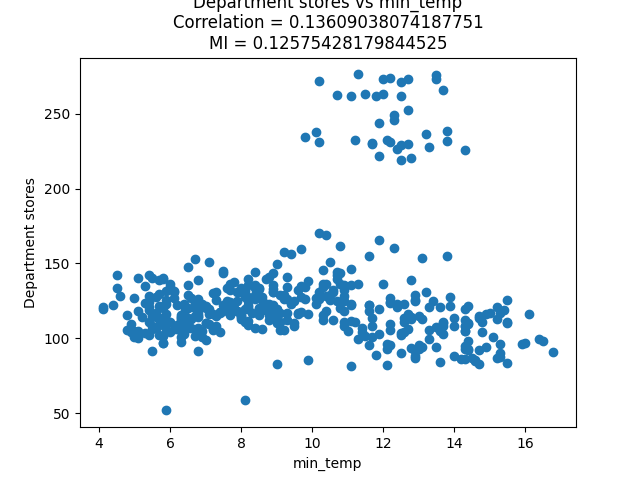 Department stores vs min_temp
Correlation = 0.13609038074187751
MI = 0.12575428179844525
250
200
150
100
50
Department stores
4 6 8 10 12 14 16
min_temp